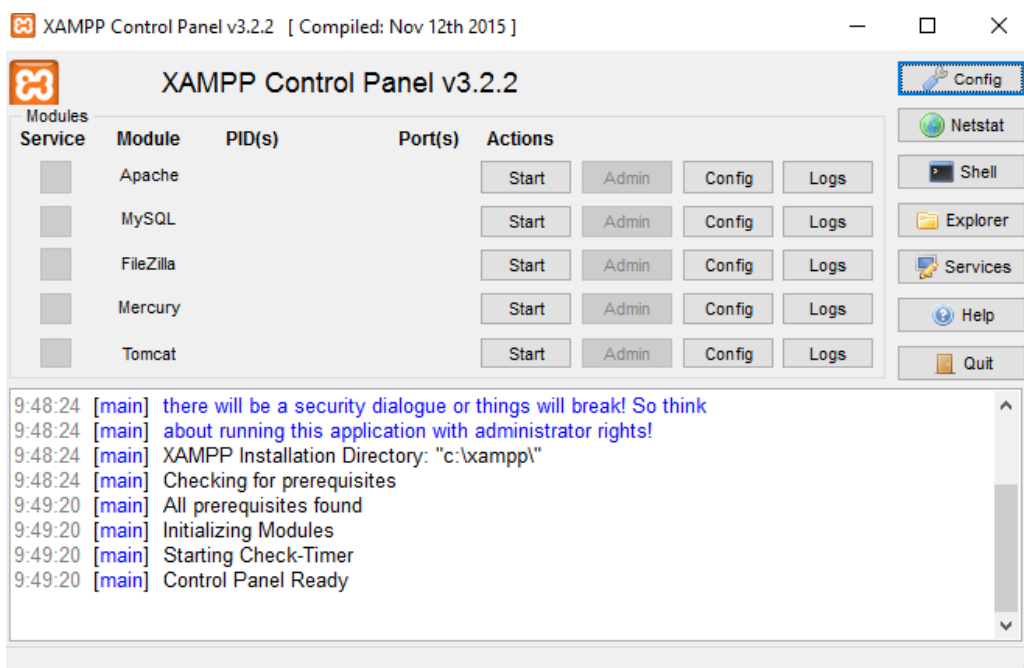 XAMPP Control Panel v3.2.2 [ Compiled: Nov 12th 2015 ]
XAMPP Control Panel v3.2.2
Config
Modules
Service Module PID(s) Port(s) Actions
Netstat
Apache Start Admin Config Logs
Shell
MySQL Start Admin Config Logs
Explorer
FileZilla Start Admin Config Logs
Services
Mercury Start Admin Config Logs
Help
Tomcat Start Admin Config Logs
Quit
9:48:24 [main] there will be a security dialogue or things will break! So think
9:48:24 [main] about running this application with administrator rights!
9:48:24 [main] XAMPP Installation Directory: "c:\xampp\"
9:48:24 [main] Checking for prerequisites
9:49:20 [main] All prerequisites found
9:49:20 [main] Initializing Modules
9:49:20 [main] Starting Check-Timer
9:49:20 [main] Control Panel Ready